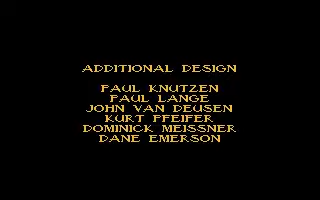 ADDITIONAL DESIGN
PAUL KNUTZEN
PAUL LANGE
JOHN VAN DEUSEN
KURT PFEIFER
DOMINICK MEISSNER
DANE EMERSON